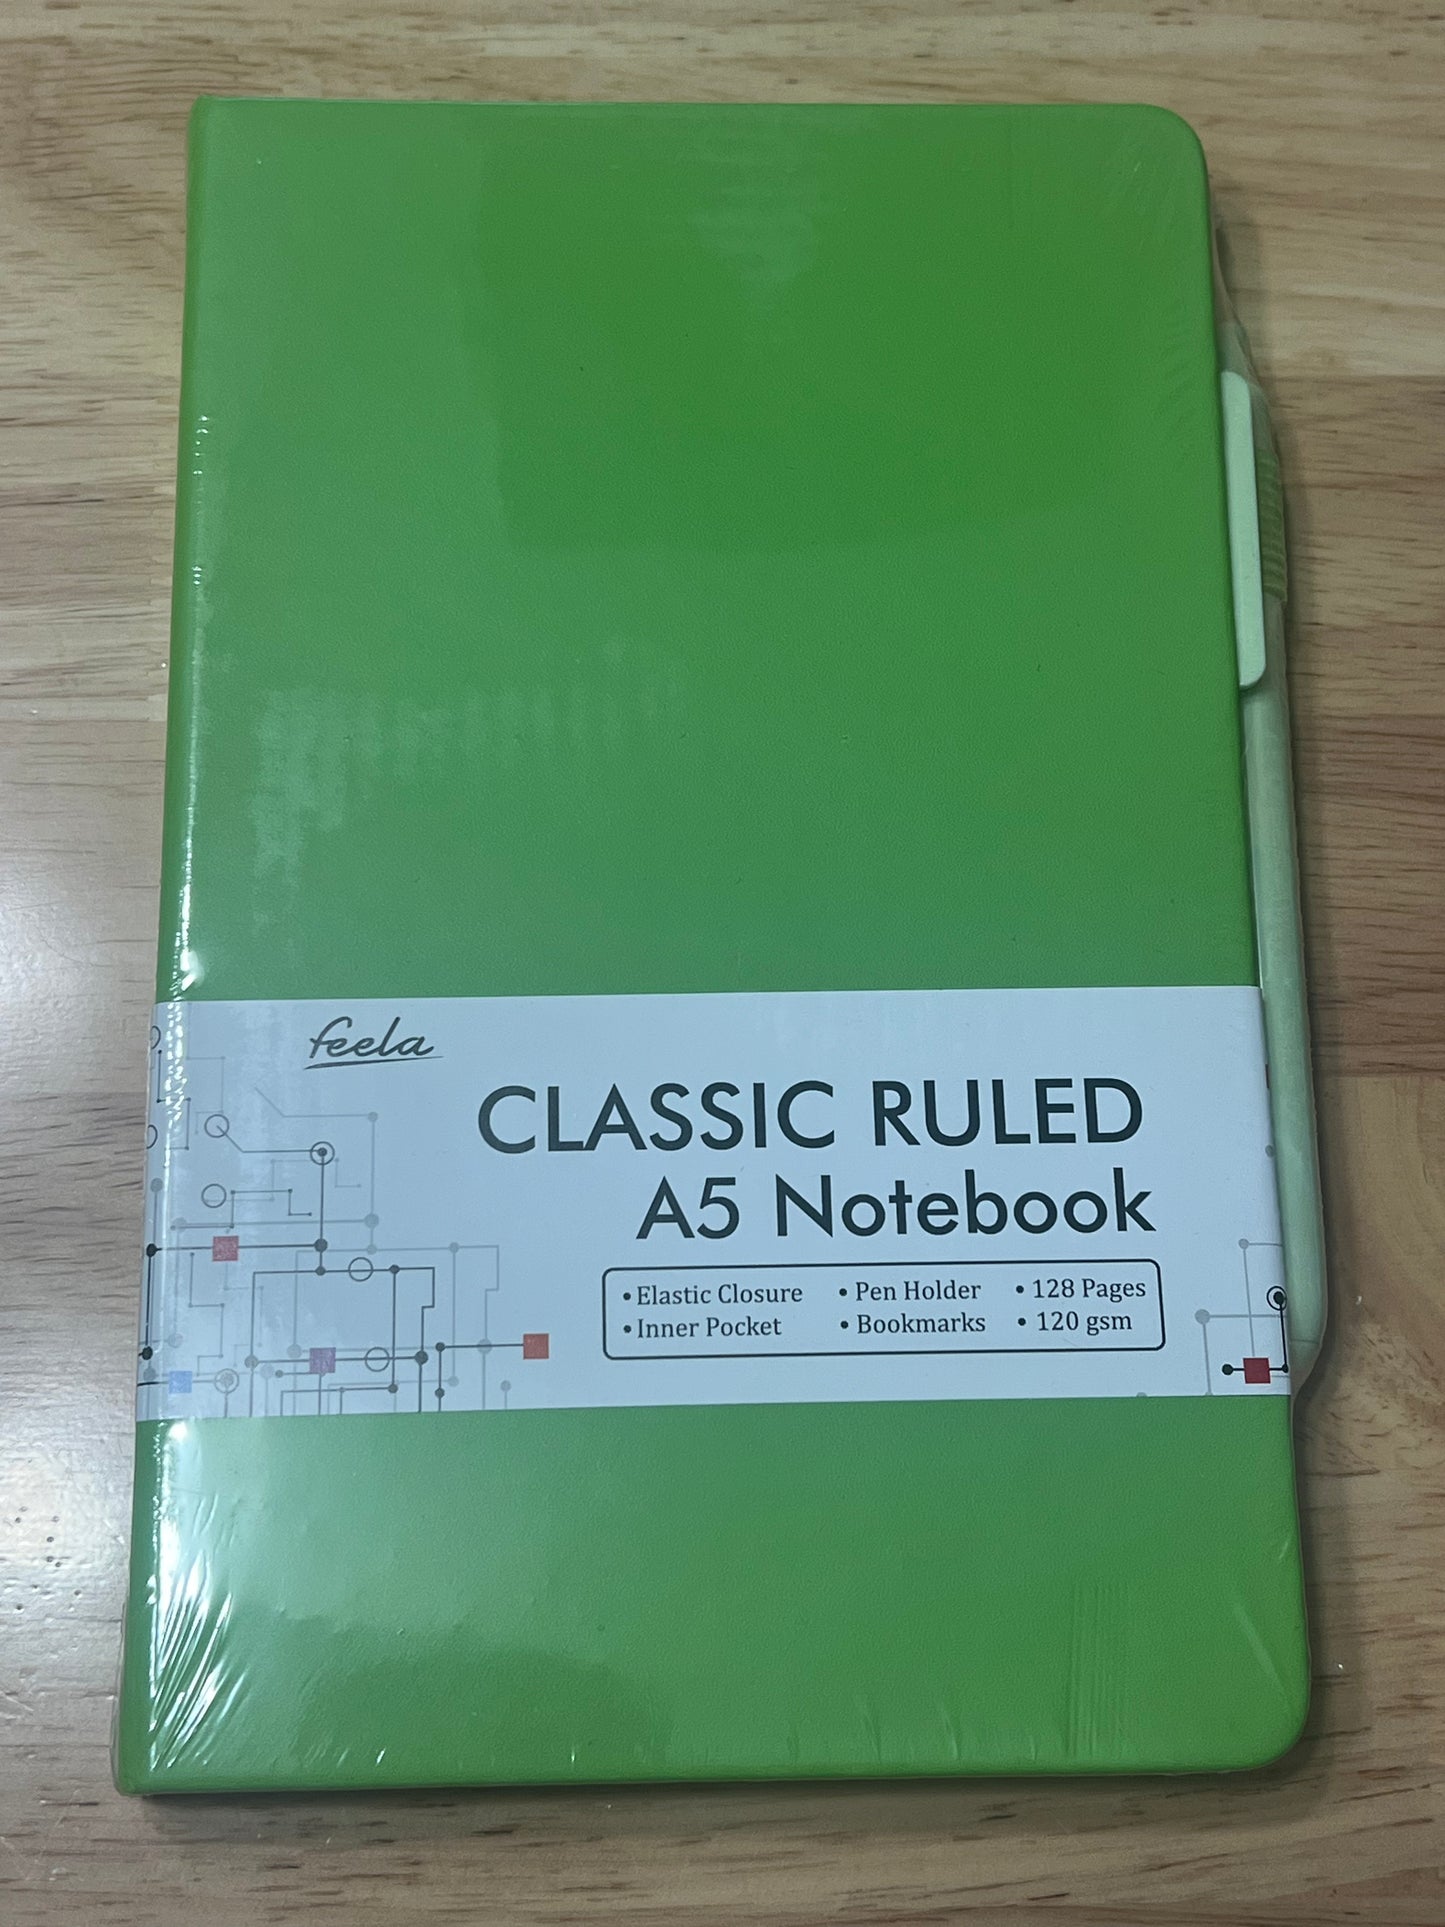 feela
CLASSIC RULED
A5 Notebook
• Elastic Closure • Pen Holder • 128 Pages
• Inner Pocket • Bookmarks • 120 gsm